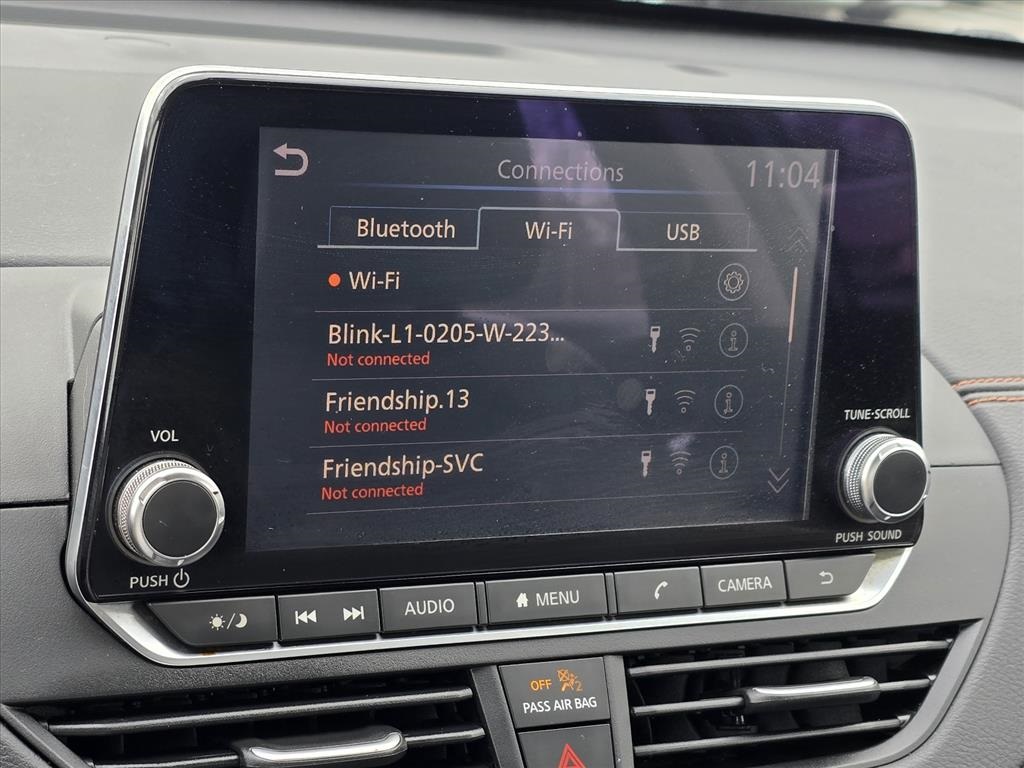 Connections
11:04
Bluetooth
Wi-Fi
USB
Wi-Fi
Blink-L1-0205-W-223...
Not connected
Friendship.13
Not connected
Friendship-SVC
Not connected
VOL
PUSH
TUNE·SCROLL
PUSH SOUND
AUDIO
MENU
CAMERA
OFF 2
PASS AIR BAG